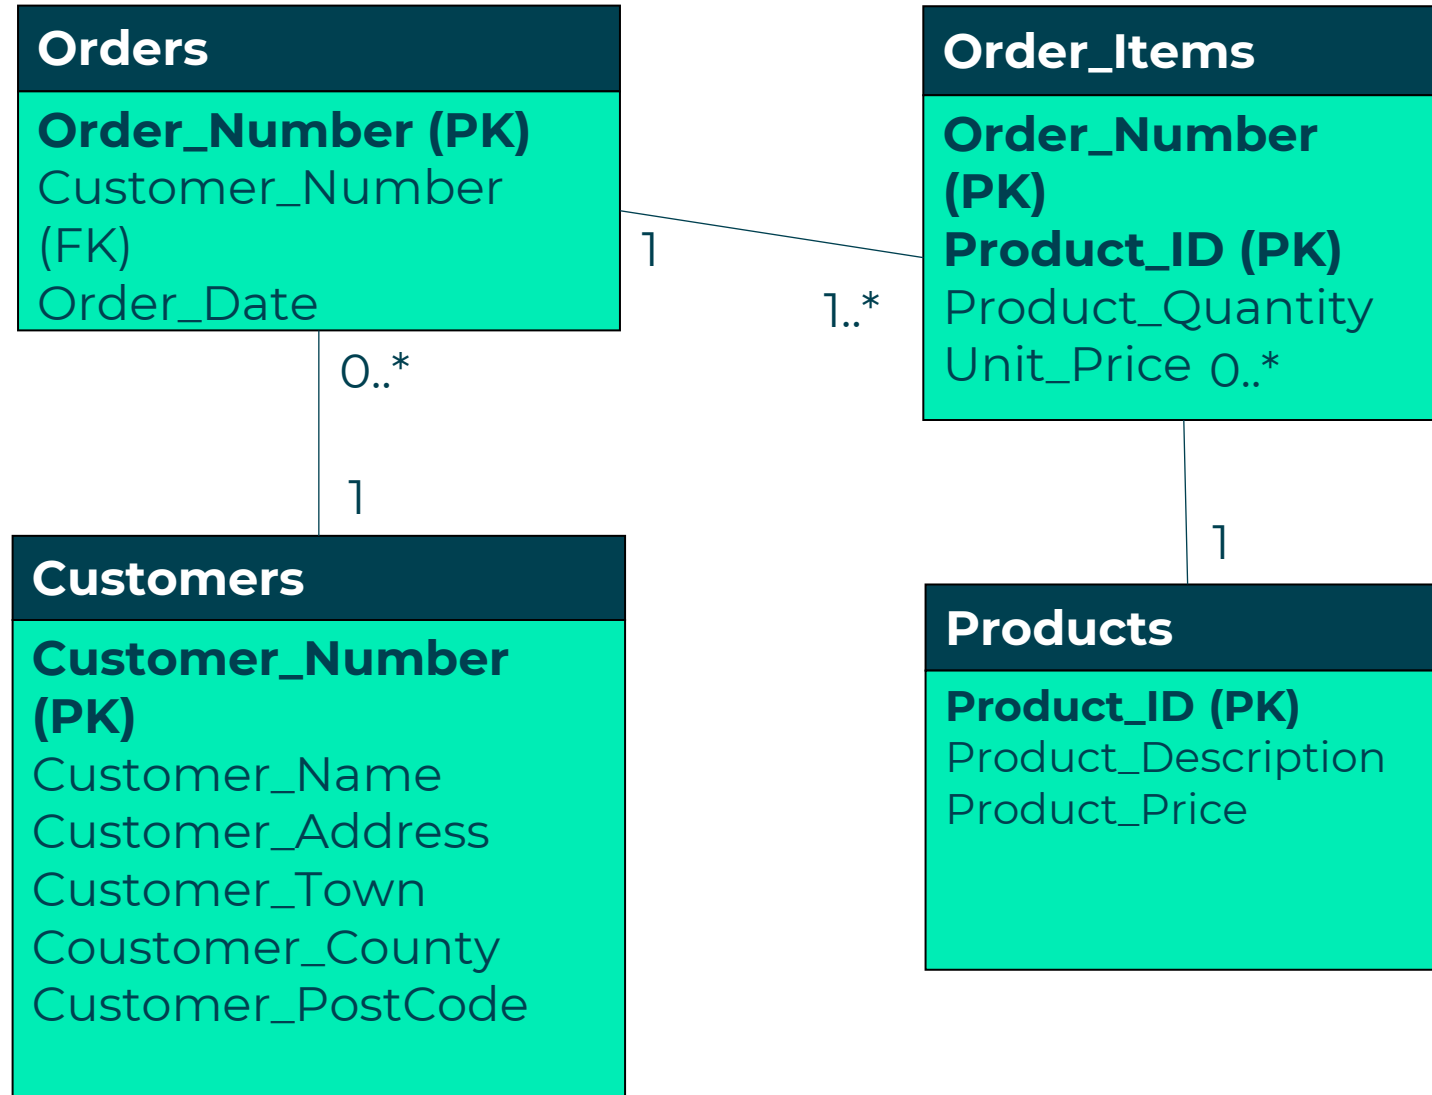 Orders
Order_Number (PK)
Customer_Number
(FK)
Order_Date
1
0..*
1
Order_Items
Order_Number
(PK)
Product_ID (PK)
Product_Quantity
Unit_Price
1..*
0..*
1
Customers
Customer_Number
(PK)
Customer_Name
Customer_Address
Customer_Town
Coustomer_County
Customer_PostCode
Products
Product_ID (PK)
Product_Description
Product_Price